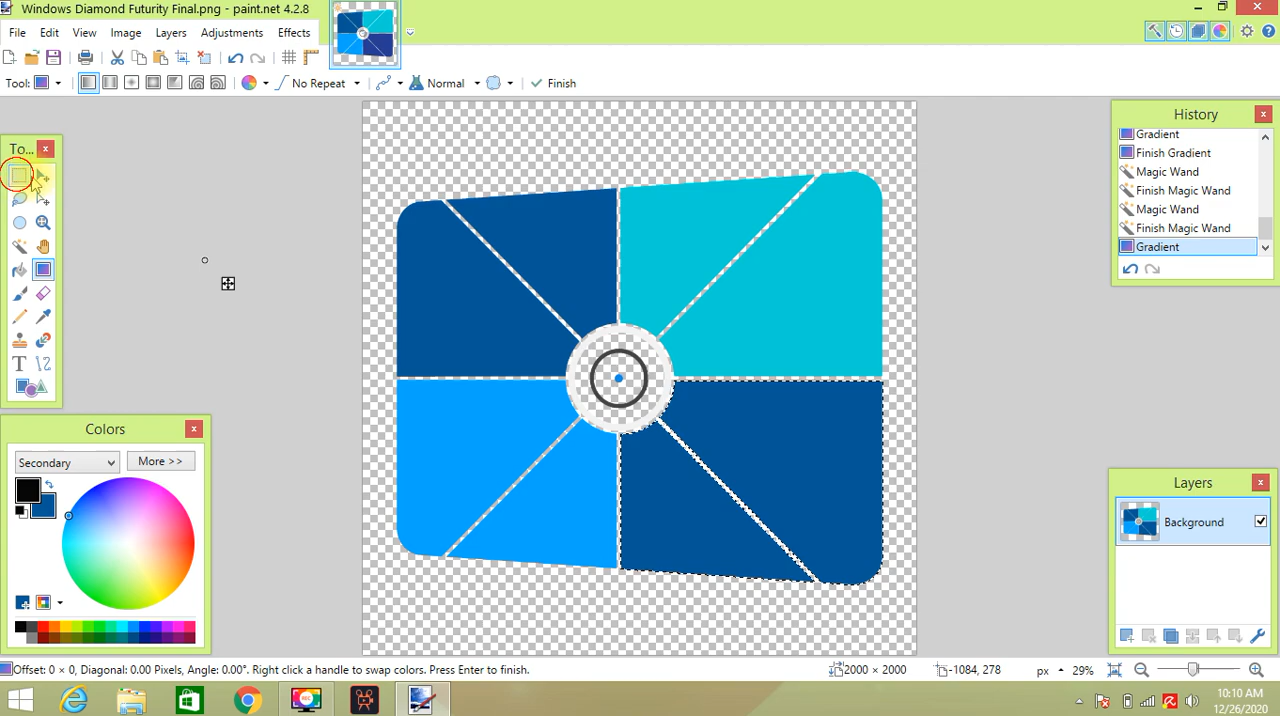 Windows Diamond Futurity Final.png - paint.net 4.2.8
File Edit View Image Layers Adjustments Effects
Tool: No Repeat Normal Finish
To...
T
Colors
Secondary More >>
History
Gradient
Finish Gradient
Magic Wand
Finish Magic Wand
Magic Wand
Finish Magic Wand
Gradient
Layers
Background
Offset: 0 × 0, Diagonal: 0.00 Pixels, Angle: 0.00°. Right click a handle to swap colors. Press Enter to finish. 2000 × 2000 -1084, 278 px 29%
REC
10:10 AM
12/26/2020